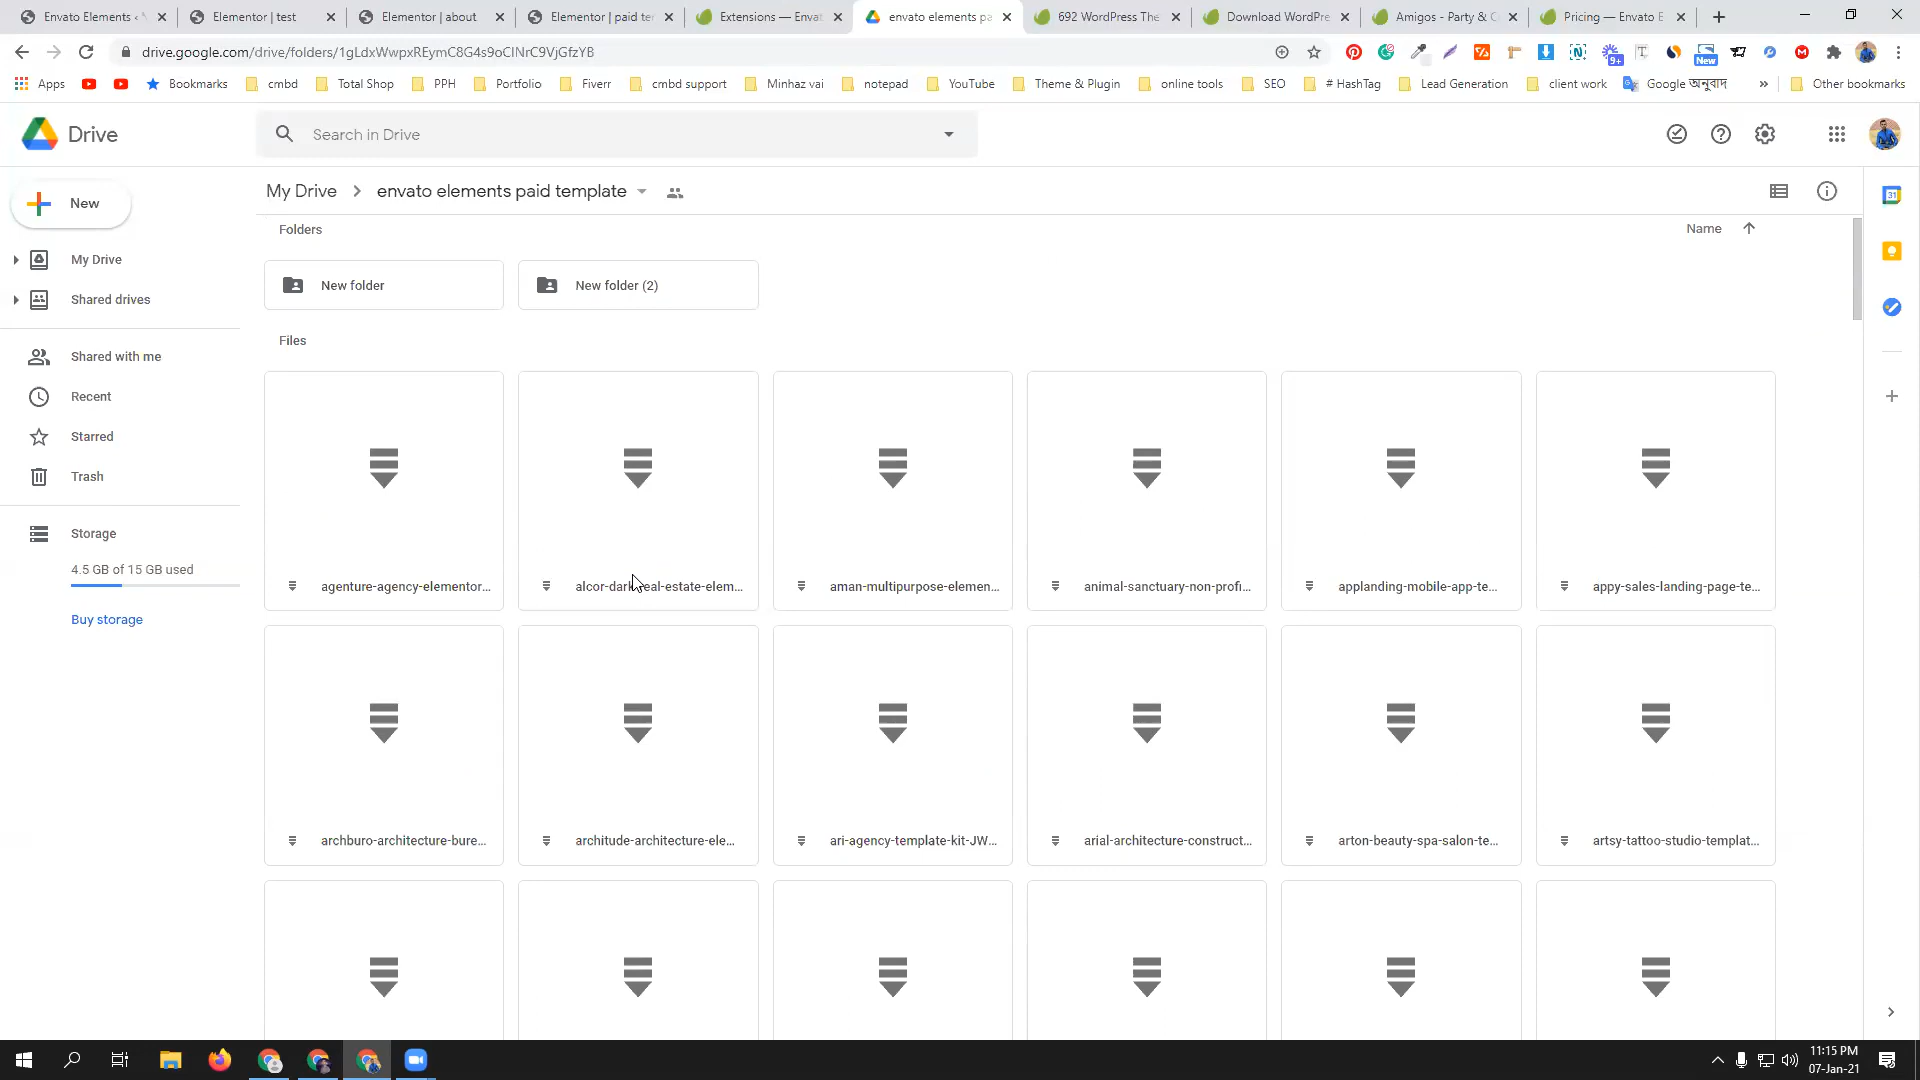 Envato Elements ‹ V
Elementor | test
Elementor | about
Elementor | paid te
Extensions — Envat
envato elements pa
692 WordPress The
Download WordPre
Amigos - Party & C
Pricing — Envato E
drive.google.com/drive/folders/1gLdxWwpxREymC8G4s9oClNrC9VjGfzYB
9+
New
Apps
Bookmarks
cmbd
Total Shop
PPH
Portfolio
Fiverr
cmbd support
Minhaz vai
notepad
YouTube
Theme & Plugin
online tools
SEO
# HashTag
Lead Generation
client work
Google অনুবাদ
»
Other bookmarks
Drive
Search in Drive
New
My Drive
envato elements paid template
My Drive
Shared drives
Shared with me
Recent
Starred
Trash
Storage
4.5 GB of 15 GB used
Buy storage
Folders
Name
New folder
New folder (2)
Files
31
agenture-agency-elementor...
alcor-dark-real-estate-elem...
aman-multipurpose-elemen...
animal-sanctuary-non-profi...
applanding-mobile-app-te...
appy-sales-landing-page-te...
archburo-architecture-bure...
architude-architecture-ele...
ari-agency-template-kit-JW...
arial-architecture-construct...
arton-beauty-spa-salon-te...
artsy-tattoo-studio-templat...
11:15 PM
07-Jan-21